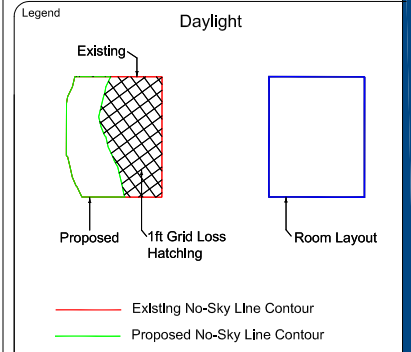 Legend
Daylight
Existing
Proposed
1ft Grid Loss
Hatching
Room Layout
Existing No-Sky Line Contour
Proposed No-Sky Line Contour